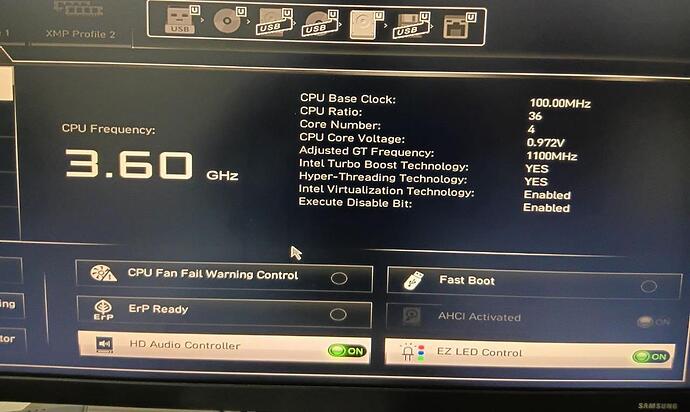 U U U U U U U
USB USB USB USB
1 XMP Profile 2
CPU Frequency:
3.60 GHz
CPU Base Clock: 100.00MHz
CPU Ratio: 36
Core Number: 4
CPU Core Voltage: 0.972V
Adjusted GT Frequency: 1100MHz
Intel Turbo Boost Technology: YES
Hyper-Threading Technology: YES
Intel Virtualization Technology: Enabled
Execute Disable Bit: Enabled
CPU Fan Fail Warning Control
Fast Boot
ing
ErP
ErP Ready
AHCI Activated ON
tor
HD Audio Controller ON
EZ LED Control ON
SAMSUNG